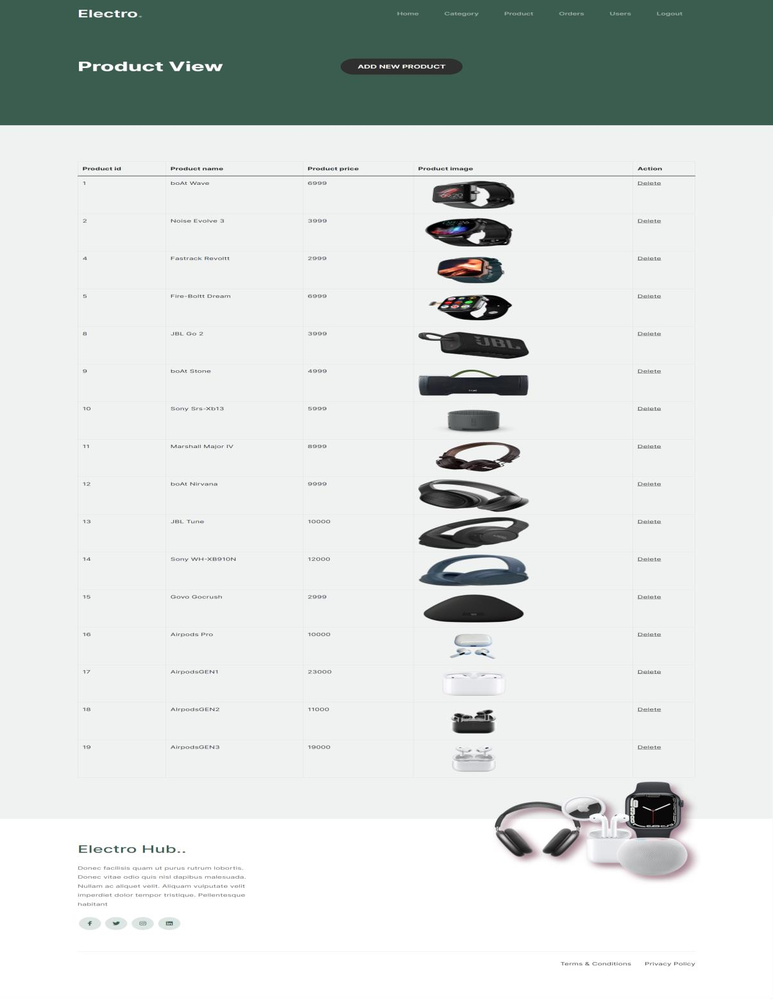 Electro.
Home Category Product Orders Users Logout
Product View
ADD NEW PRODUCT
Product id Product name Product price Product image Action
1 boAt Wave 6999 Delete
2 Noise Evolve 3 3999 Delete
4 Fastrack Revoltt 2999 Delete
5 Fire-Boltt Dream 6999 Delete
8 JBL Go 2 3999 JBL Delete
9 boAt Stone 4999 Delete
10 Sony Srs-Xb13 5999 Delete
11 Marshall Major IV 8999 Delete
12 boAt Nirvana 9999 Delete
13 JBL Tune 10000 Delete
14 Sony WH-XB910N 12000 Delete
15 Govo Gocrush 2999 Delete
16 Airpods Pro 10000 Delete
17 AirpodsGEN1 23000 Delete
18 AIrpodsGEN2 11000 Delete
19 AirpodsGEN3 19000 Delete
Electro Hub..
Donec facilisis quam ut purus rutrum lobortis.
Donec vitae odio quis nisl dapibus malesuada.
Nullam ac aliquet velit. Aliquam vulputate velit
imperdiet dolor tempor tristique. Pellentesque
habitant
Terms & Conditions Privacy Policy